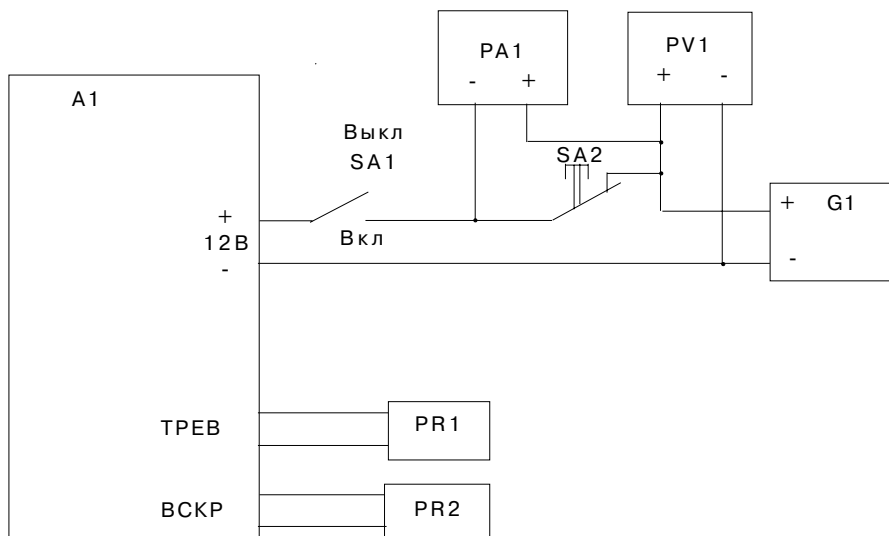 PA1
- +
PV1
+ -
A1
Выкл
SA1
SA2
+
12В
-
Вкл
+ G1
-
ТРЕВ
PR1
ВСКР
PR2